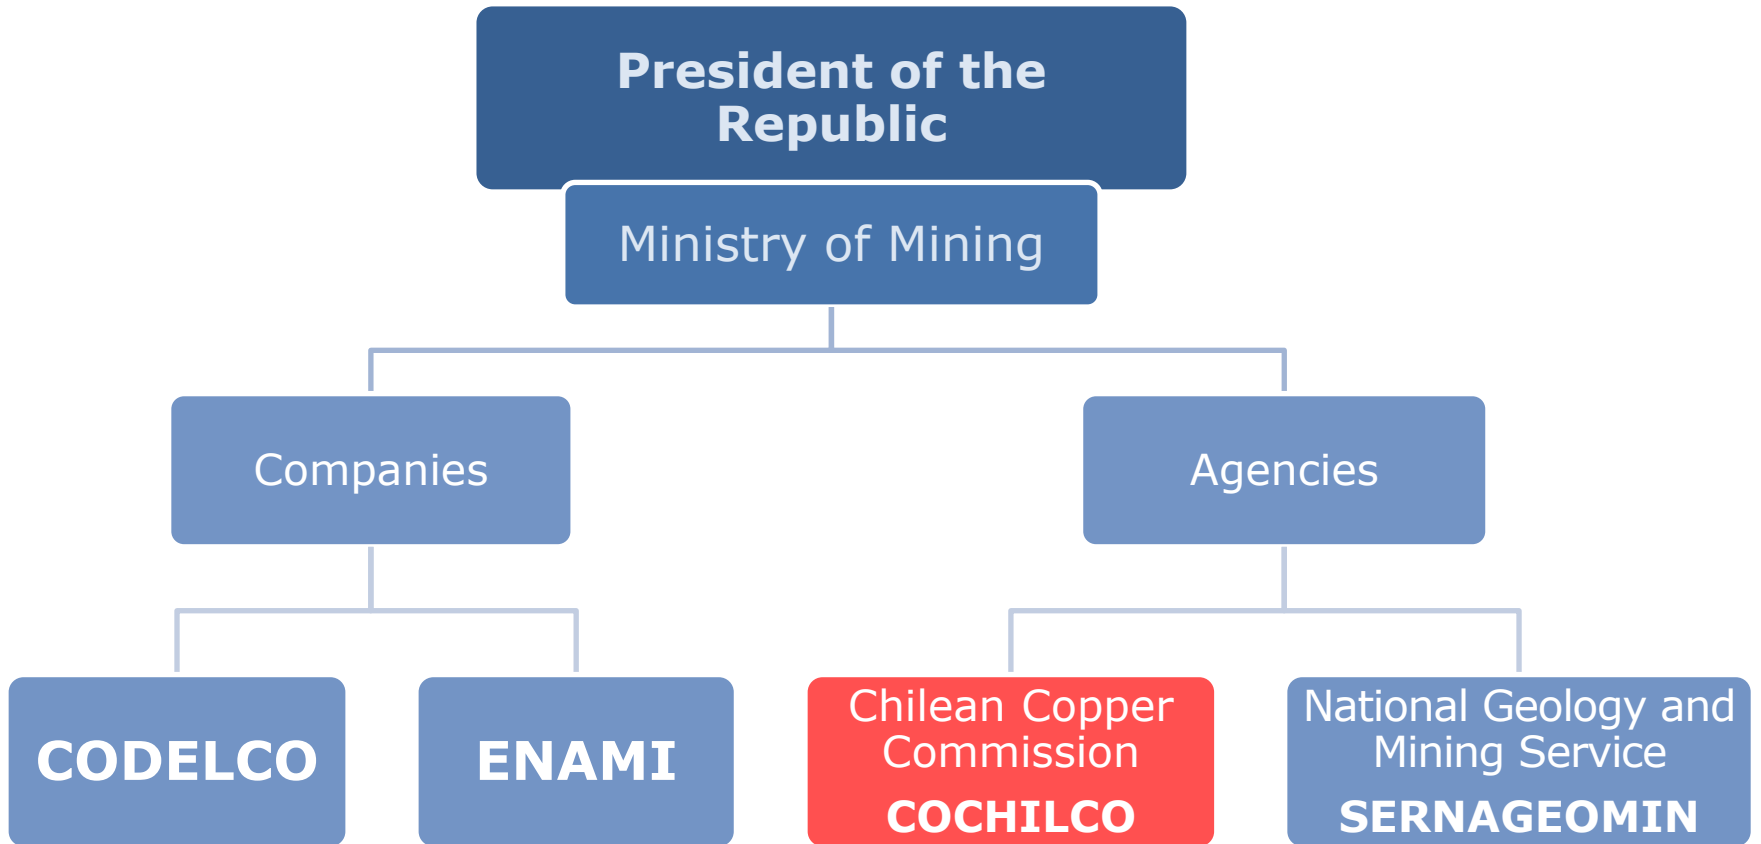 President of the
Republic
Ministry of Mining
Companies
Agencies
CODELCO
ENAMI
Chilean Copper
Commission
COCHILCO
National Geology and
Mining Service
SERNAGEOMIN